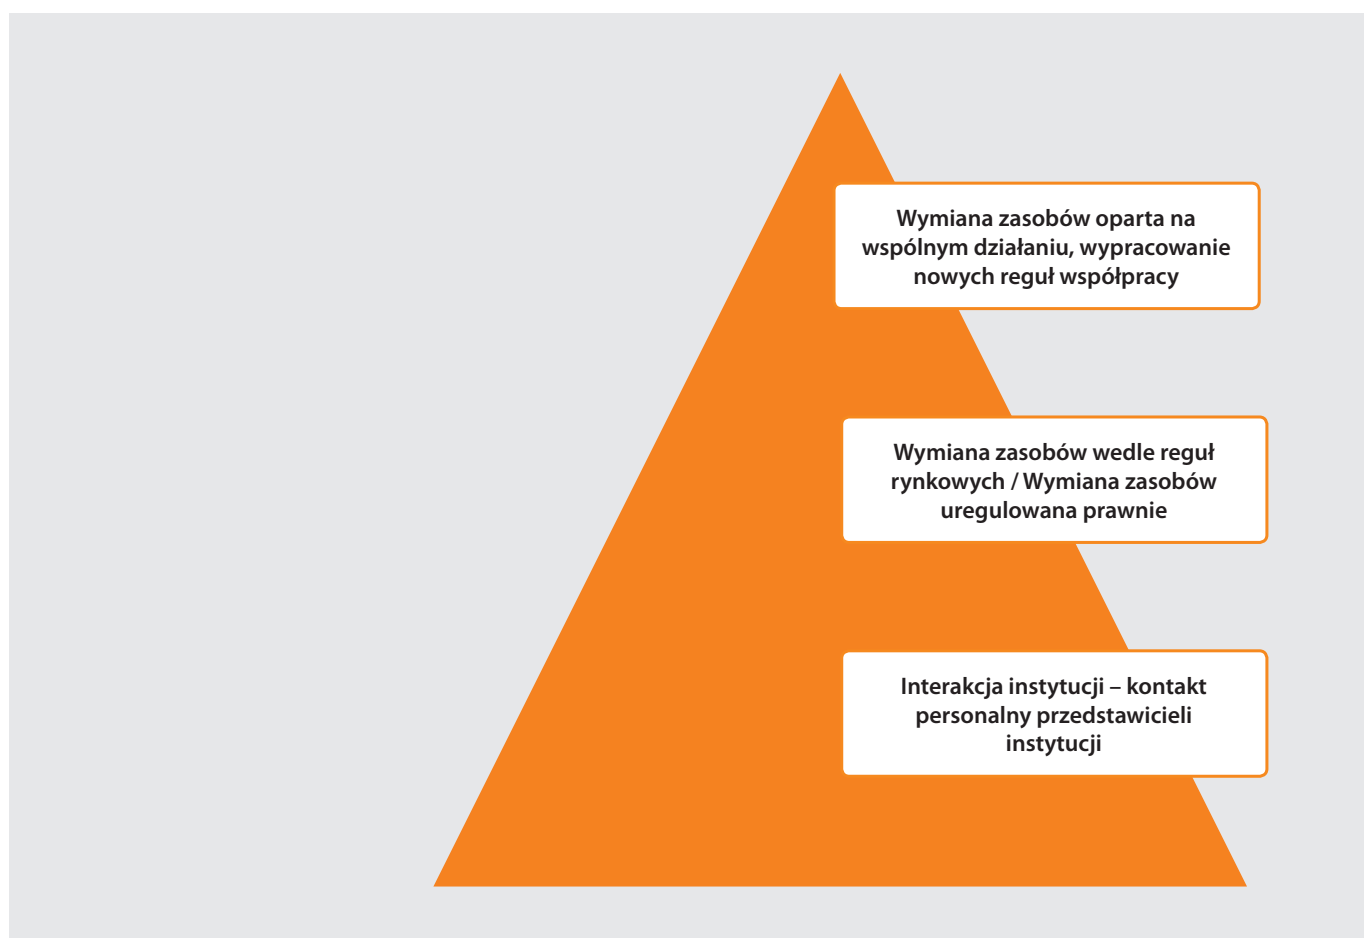 Wymiana zasobów oparta na
wspólnym działaniu, wypracowanie
nowych reguł współpracy
Wymiana zasobów wedle reguł
rynkowych / Wymiana zasobów
uregulowana prawnie
Interakcja instytucji – kontakt
personalny przedstawicieli
instytucji